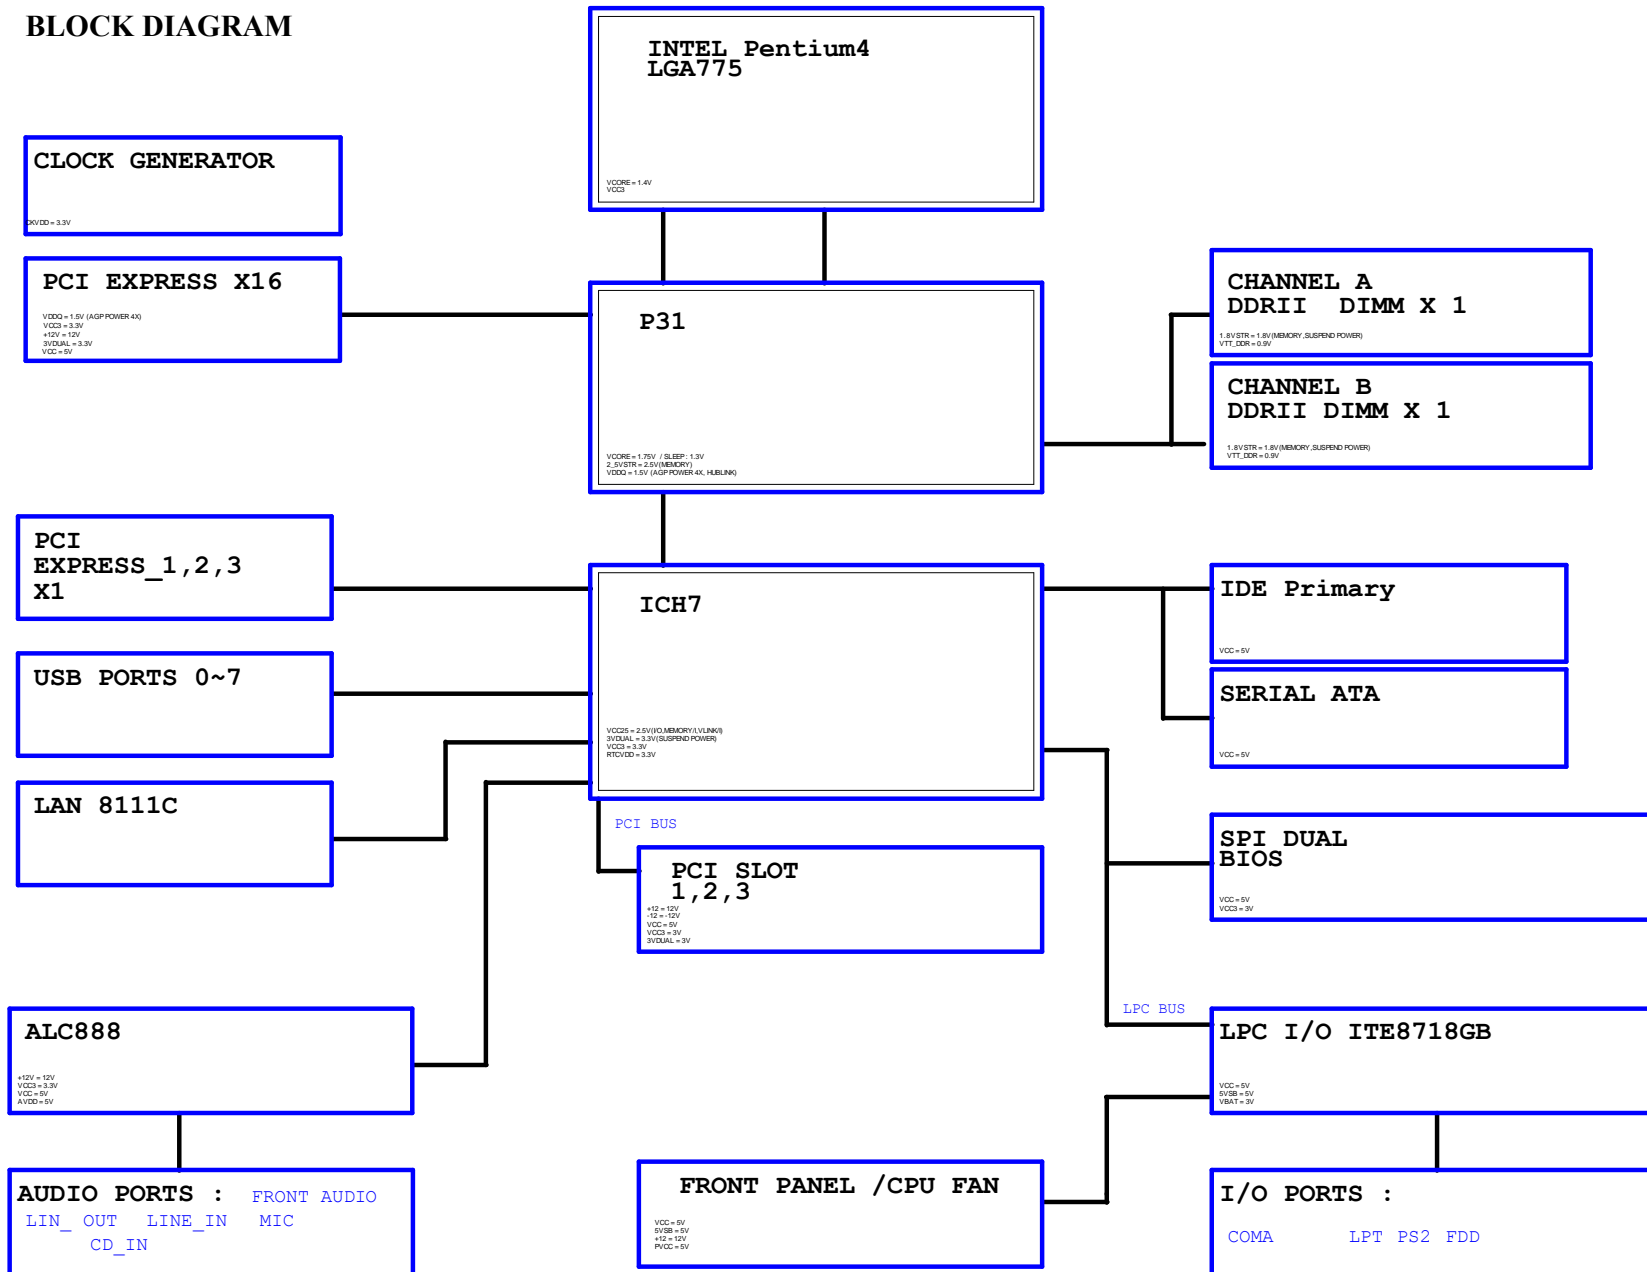 BLOCK DIAGRAM
INTEL Pentium4
LGA775
VCORE = 1.4V
VCC3
CLOCK GENERATOR
CKVDD = 3.3V
PCI EXPRESS X16
VDDQ = 1.5V (AGP POWER 4X)
VCC3 = 3.3V
+12V = 12V
3VDUAL = 3.3V
VCC = 5V
P31
VCORE = 1.75V / SLEEP : 1.3V
2_5VSTR = 2.5V(MEMORY)
VDDQ = 1.5V (AGP POWER 4X, HUBLINK)
CHANNEL A
DDRII DIMM X 1
1.8VSTR = 1.8V(MEMORY,SUSPEND POWER)
VTT_DDR = 0.9V
CHANNEL B
DDRII DIMM X 1
1.8VSTR = 1.8V(MEMORY,SUSPEND POWER)
VTT_DDR = 0.9V
PCI
EXPRESS_1,2,3
X1
USB PORTS 0~7
LAN 8111C
ICH7
VCC25 = 2.5V(I/O,MEMORY/I,VLINK/I)
3VDUAL = 3.3V(SUSPEND POWER)
VCC3 = 3.3V
RTCVDD = 3.3V
IDE Primary
VCC = 5V
SERIAL ATA
VCC = 5V
PCI BUS
PCI SLOT
1,2,3
+12 = 12V
-12 = -12V
VCC = 5V
VCC3 = 3V
3VDUAL = 3V
SPI DUAL
BIOS
VCC = 5V
VCC3 = 3V
LPC BUS
LPC I/O ITE8718GB
VCC = 5V
5VSB = 5V
VBAT = 3V
ALC888
+12V = 12V
VCC3 = 3.3V
VCC = 5V
AVDD = 5V
AUDIO PORTS : FRONT AUDIO
LIN_ OUT LINE_IN MIC
CD_IN
FRONT PANEL /CPU FAN
VCC = 5V
5VSB = 5V
+12 = 12V
PVCC = 5V
I/O PORTS :
COMA LPT PS2 FDD